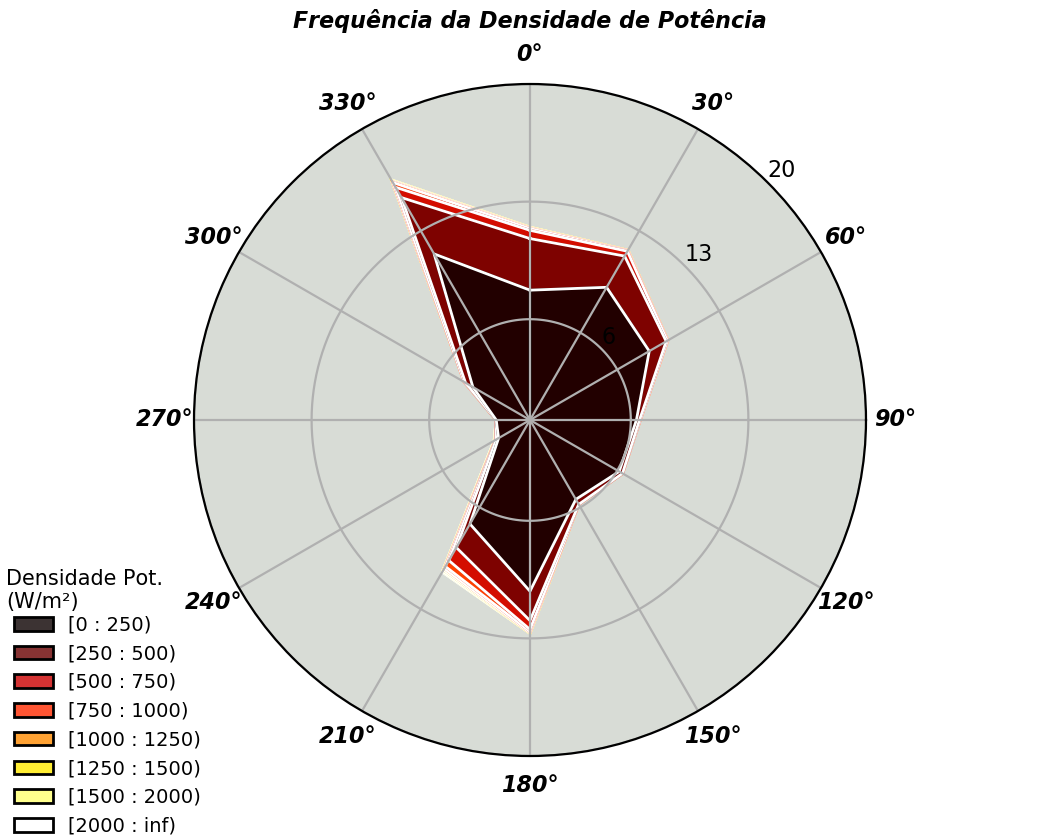 Frequência da Densidade de Potência
0°
330°
30°
20
300°
60°
13
6
270°
90°
240°
120°
210°
150°
180°
Densidade Pot.
(W/m²)
[0 : 250)
[250 : 500)
[500 : 750)
[750 : 1000)
[1000 : 1250)
[1250 : 1500)
[1500 : 2000)
[2000 : inf)